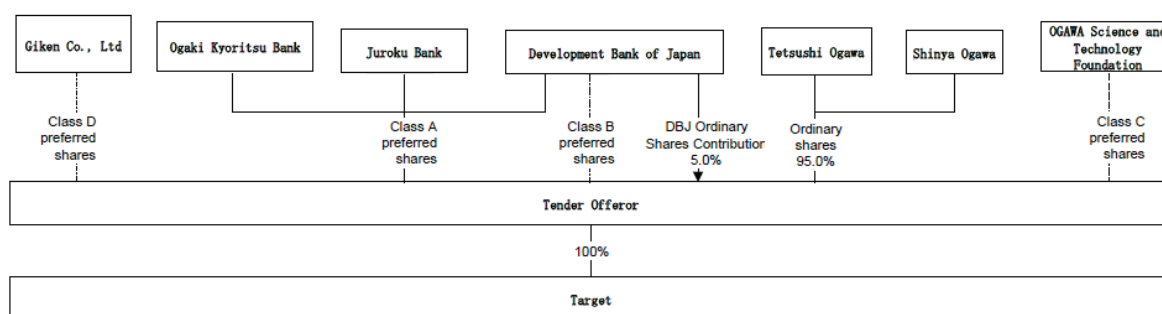 Giken Co., Ltd
Ogaki Kyoritsu Bank
Juroku Bank
Development Bank of Japan
Tetsushi Ogawa
Shinya Ogawa
OGAWA Science and
Technology
Foundation
Class D
preferred
shares
Class A
preferred
shares
Class B
preferred
shares
DBJ Ordinary
Shares Contribution
5.0%
Ordinary
shares
95.0%
Class C
preferred
shares
Tender Offeror
100%
Target